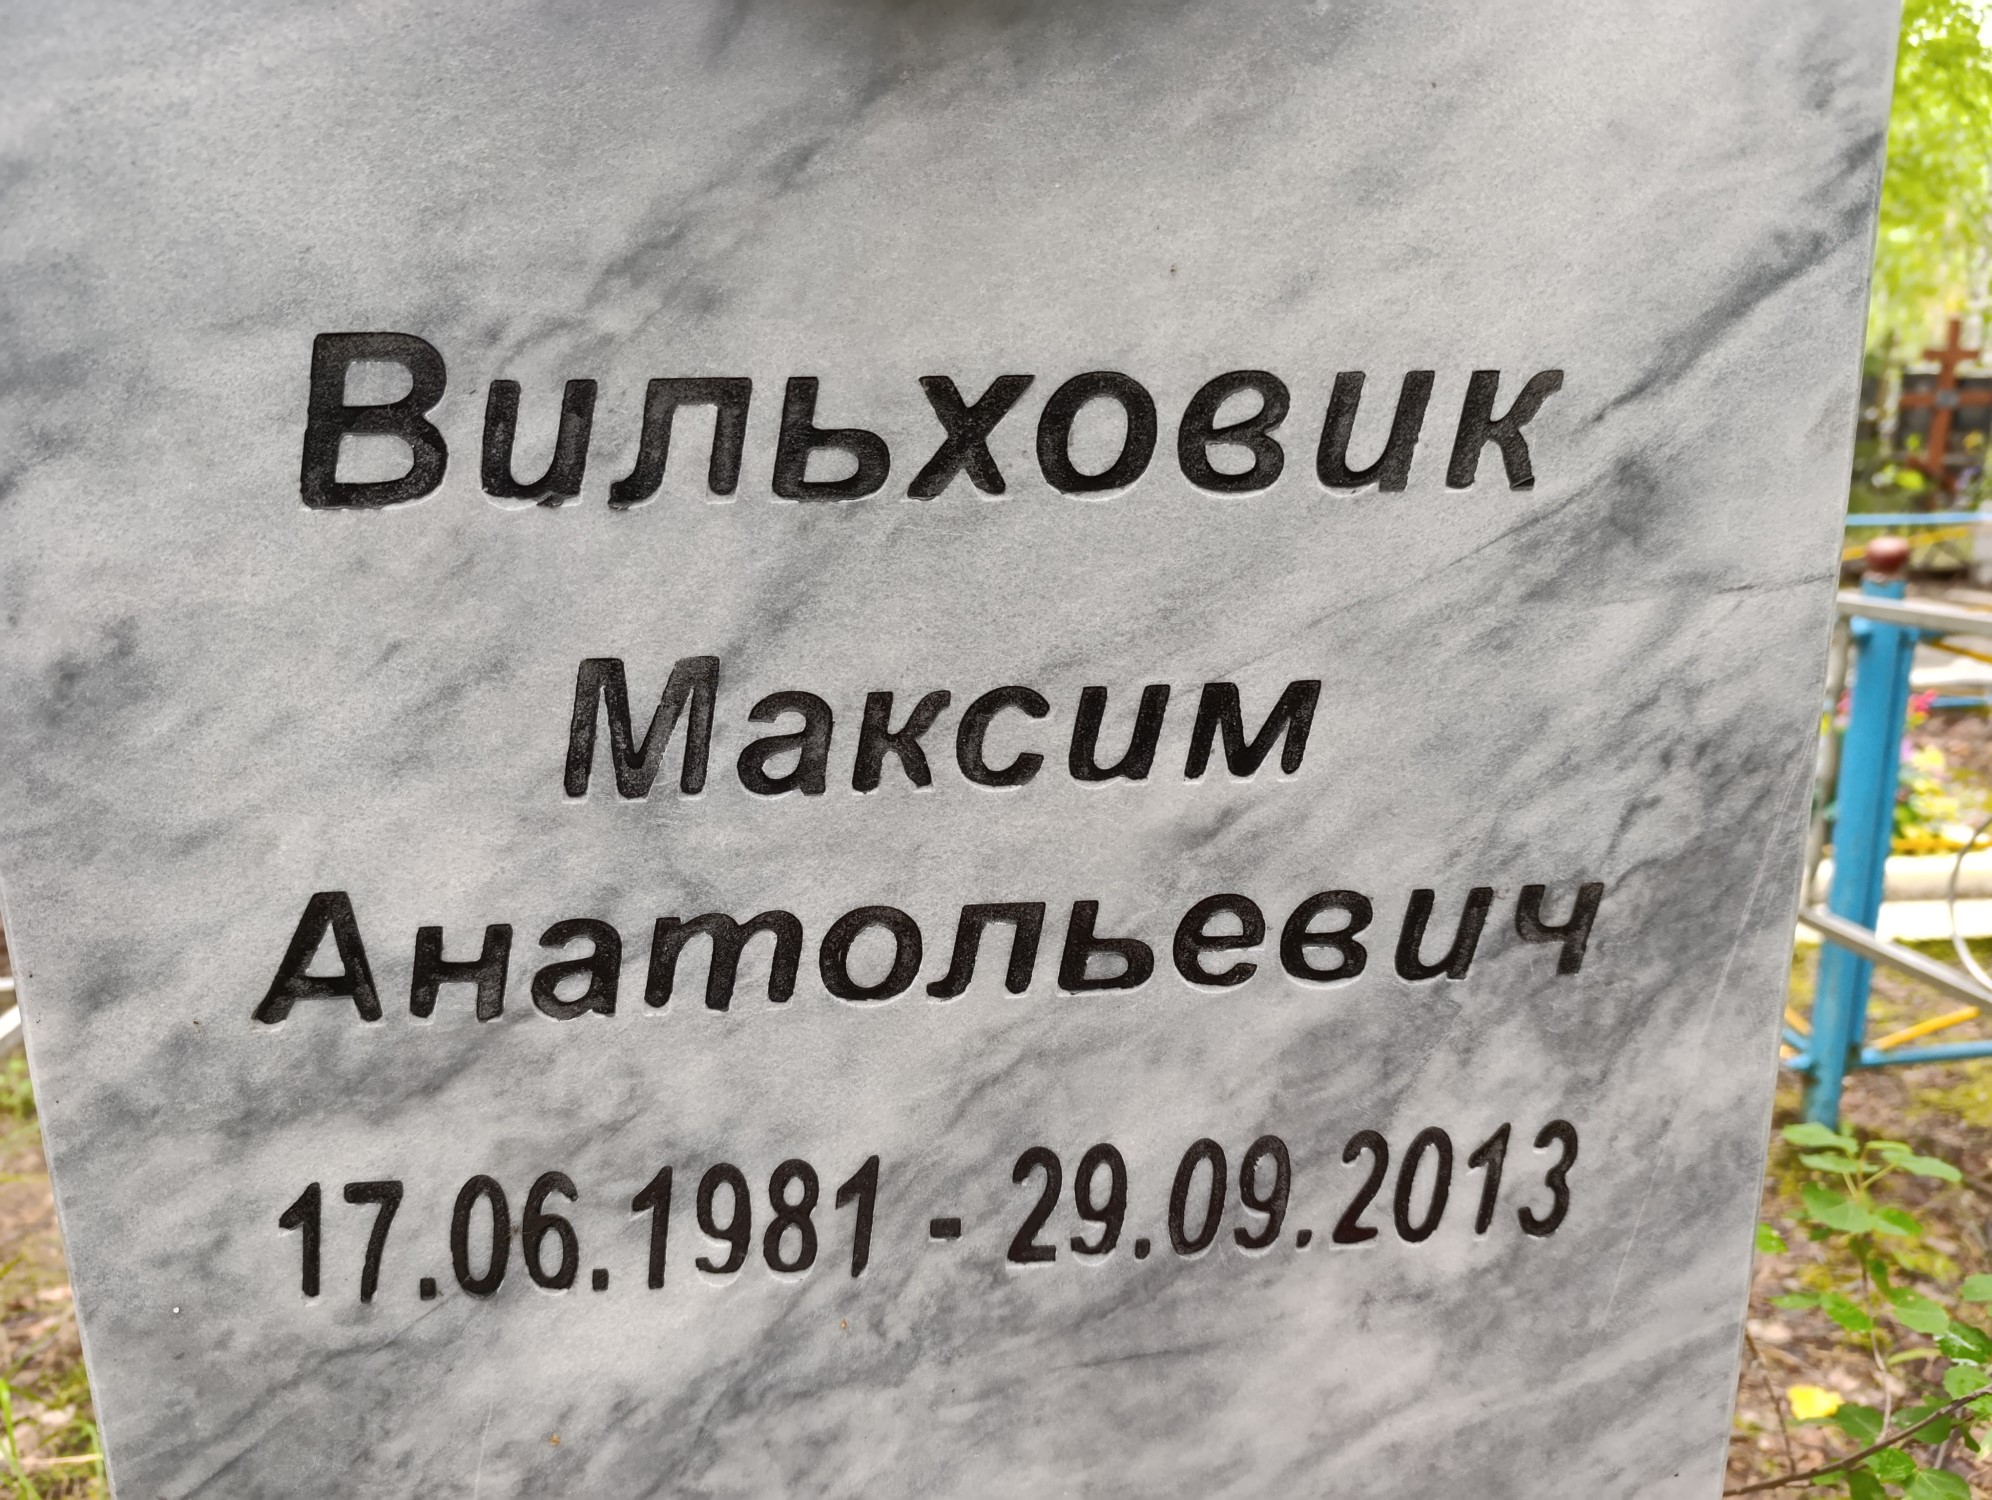 Вильховик
Максим
Анатольевич
17.06.1981 - 29.09.2013